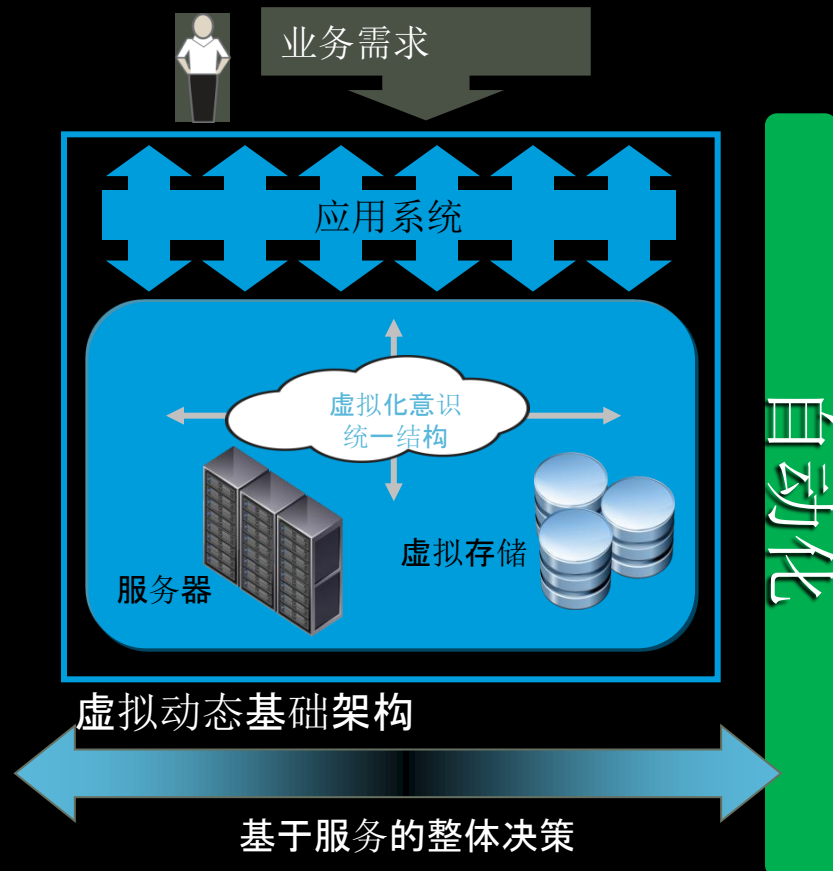 业务需求
应用系统
虚拟化意识
统一结构
虚拟存储
服务器
自动化
虚拟动态基础架构
基于服务的整体决策